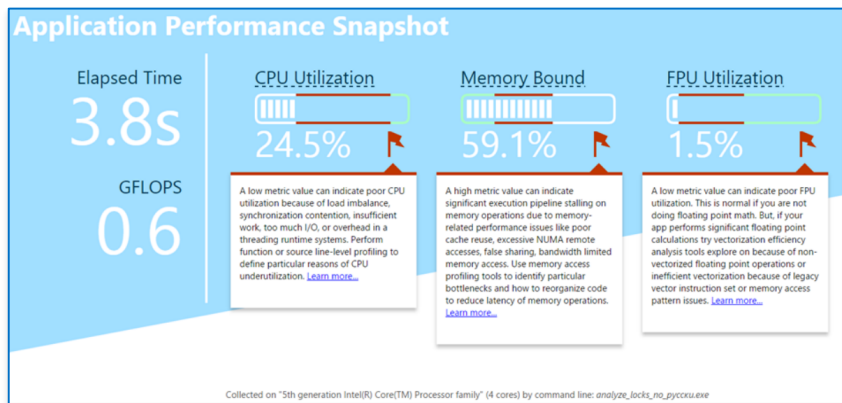 Application Performance Snapshot
Elapsed Time
3.8s
GFLOPS
0.6
CPU Utilization
24.5%
A low metric value can indicate poor CPU
utilization because of load imbalance,
synchronization contention, insufficient
work, too much I/O, or overhead in a
threading runtime systems. Perform
function or source line-level profiling to
define particular reasons of CPU
underutilization. Learn more...
Memory Bound
59.1%
A high metric value can indicate
significant execution pipeline stalling on
memory operations due to memory-
related performance issues like poor
cache reuse, excessive NUMA remote
accesses, false sharing, bandwidth limited
memory access. Use memory access
profiling tools to identify particular
bottlenecks and how to reorganize code
to reduce latency of memory operations.
Learn more...
FPU Utilization
1.5%
A low metric value can indicate poor FPU
utilization. This is normal if you are not
doing floating point math. But, if your
app performs significant floating point
calculations try vectorization efficiency
analysis tools explore on because of non-
vectorized floating point operations or
inefficient vectorization because of legacy
vector instruction set or memory access
pattern issues. Learn more...
Collected on "5th generation Intel(R) Core(TM) Processor family" (4 cores) by command line: analyze_locks_no_русски.exe